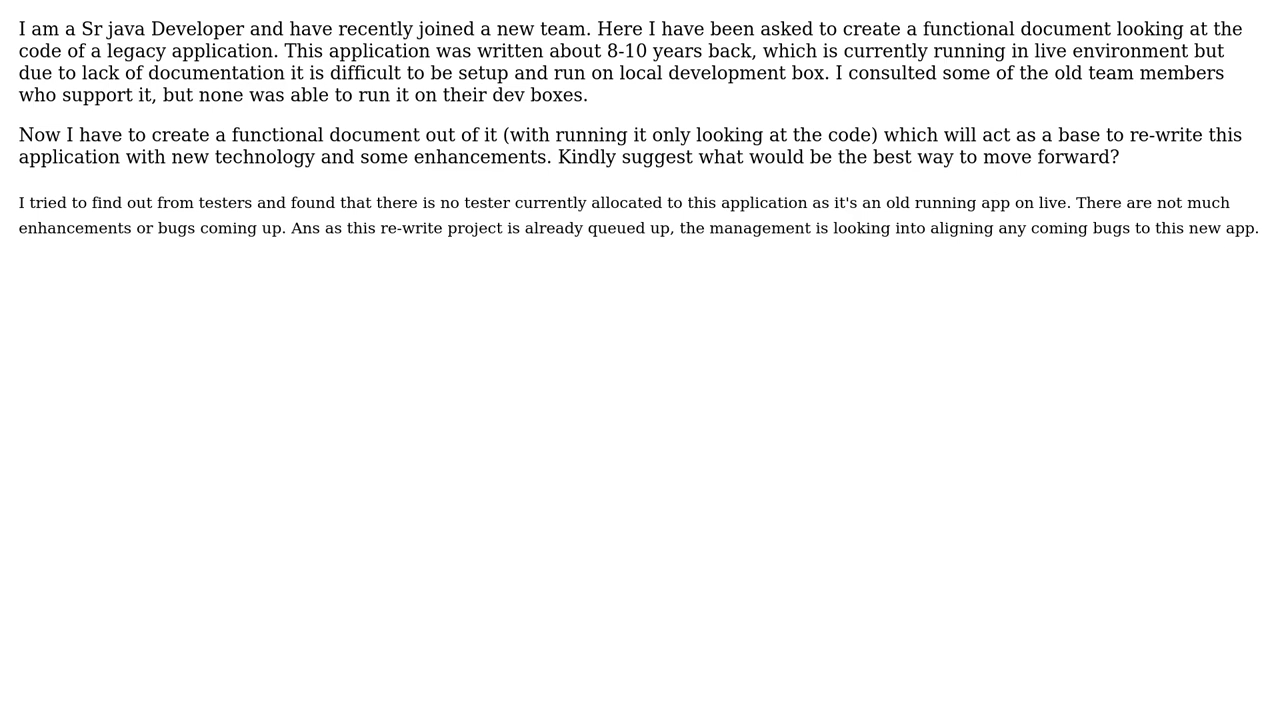 I am a Sr java Developer and have recently joined a new team. Here I have been asked to create a functional document looking at the
code of a legacy application. This application was written about 8-10 years back, which is currently running in live environment but
due to lack of documentation it is difficult to be setup and run on local development box. I consulted some of the old team members
who support it, but none was able to run it on their dev boxes.
Now I have to create a functional document out of it (with running it only looking at the code) which will act as a base to re-write this
application with new technology and some enhancements. Kindly suggest what would be the best way to move forward?
I tried to find out from testers and found that there is no tester currently allocated to this application as it's an old running app on live. There are not much
enhancements or bugs coming up. Ans as this re-write project is already queued up, the management is looking into aligning any coming bugs to this new app.